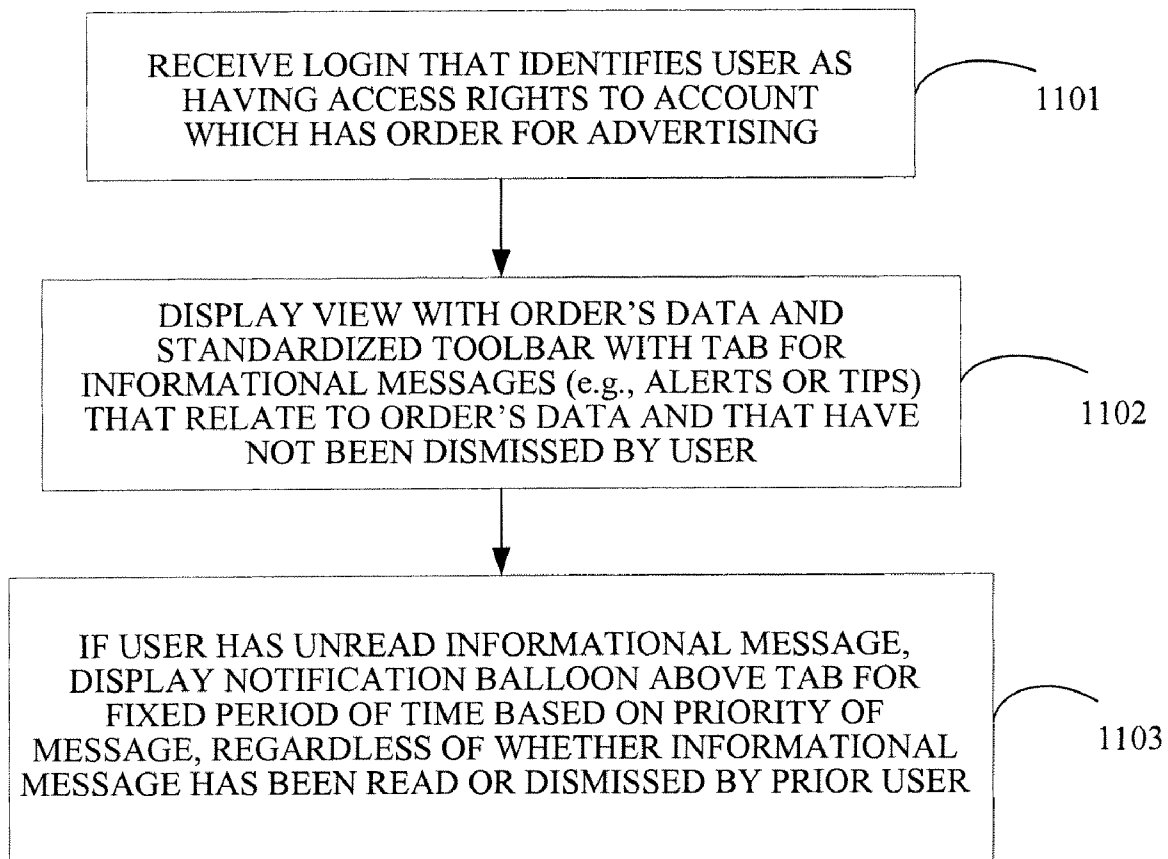 RECEIVE LOGIN THAT IDENTIFIES USER AS
HAVING ACCESS RIGHTS TO ACCOUNT
WHICH HAS ORDER FOR ADVERTISING
1101
DISPLAY VIEW WITH ORDER’S DATA AND
STANDARDIZED TOOLBAR WITH TAB FOR
INFORMATIONAL MESSAGES (e.g., ALERTS OR TIPS)
THAT RELATE TO ORDER’S DATA AND THAT HAVE
NOT BEEN DISMISSED BY USER
1102
IF USER HAS UNREAD INFORMATIONAL MESSAGE,
DISPLAY NOTIFICATION BALLOON ABOVE TAB FOR
FIXED PERIOD OF TIME BASED ON PRIORITY OF
MESSAGE, REGARDLESS OF WHETHER INFORMATIONAL
MESSAGE HAS BEEN READ OR DISMISSED BY PRIOR USER
1103